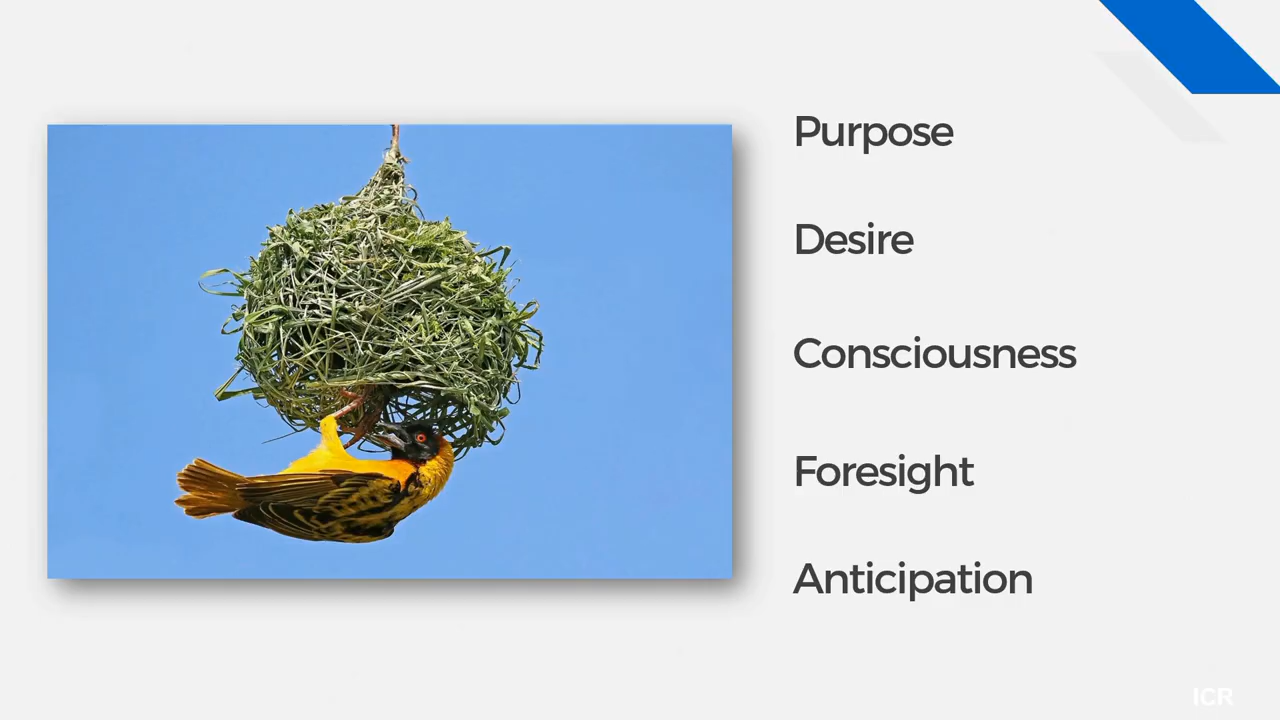 Purpose
Desire
Consciousness
Foresight
Anticipation
ICR